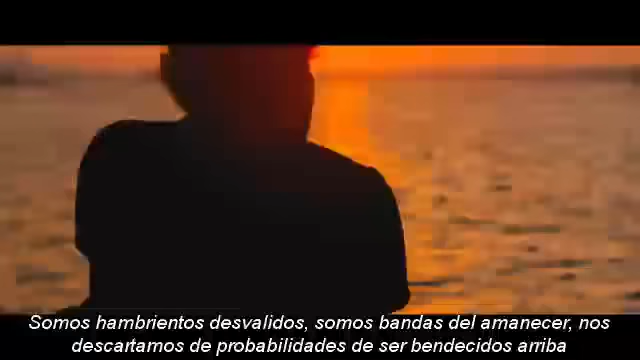 Somos hambrientos desvalidos, somos bandas del amanecer, nos
descartamos de probabilidades de ser bendecidos arriba